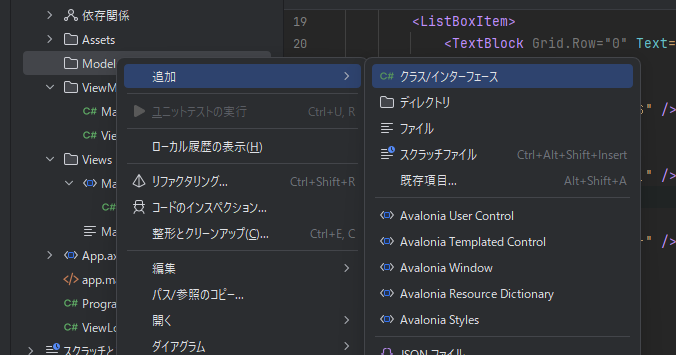 依存関係
Assets
Model
ViewM
Ma
Vie
Views
Ma
Ma
App.ax
app.ma
Progra
ViewLo
スクラッチと
19 <ListBoxItem>
20 <TextBlock Grid.Row="0" Text=
追加
ユニットテストの実行 Ctrl+U, R
ローカル履歴の表示(H)
リファクタリング... Ctrl+Shift+R
コードのインスペクション...
整形とクリーンアップ(C)... Ctrl+E, C
編集
パス/参照のコピー...
開く
ダイアグラム
C# クラス/インターフェース
ディレクトリ
ファイル
スクラッチファイル Ctrl+Alt+Shift+Insert
既存項目... Alt+Shift+A
Avalonia User Control
Avalonia Templated Control
Avalonia Window
Avalonia Resource Dictionary
Avalonia Styles
JSON ファイル